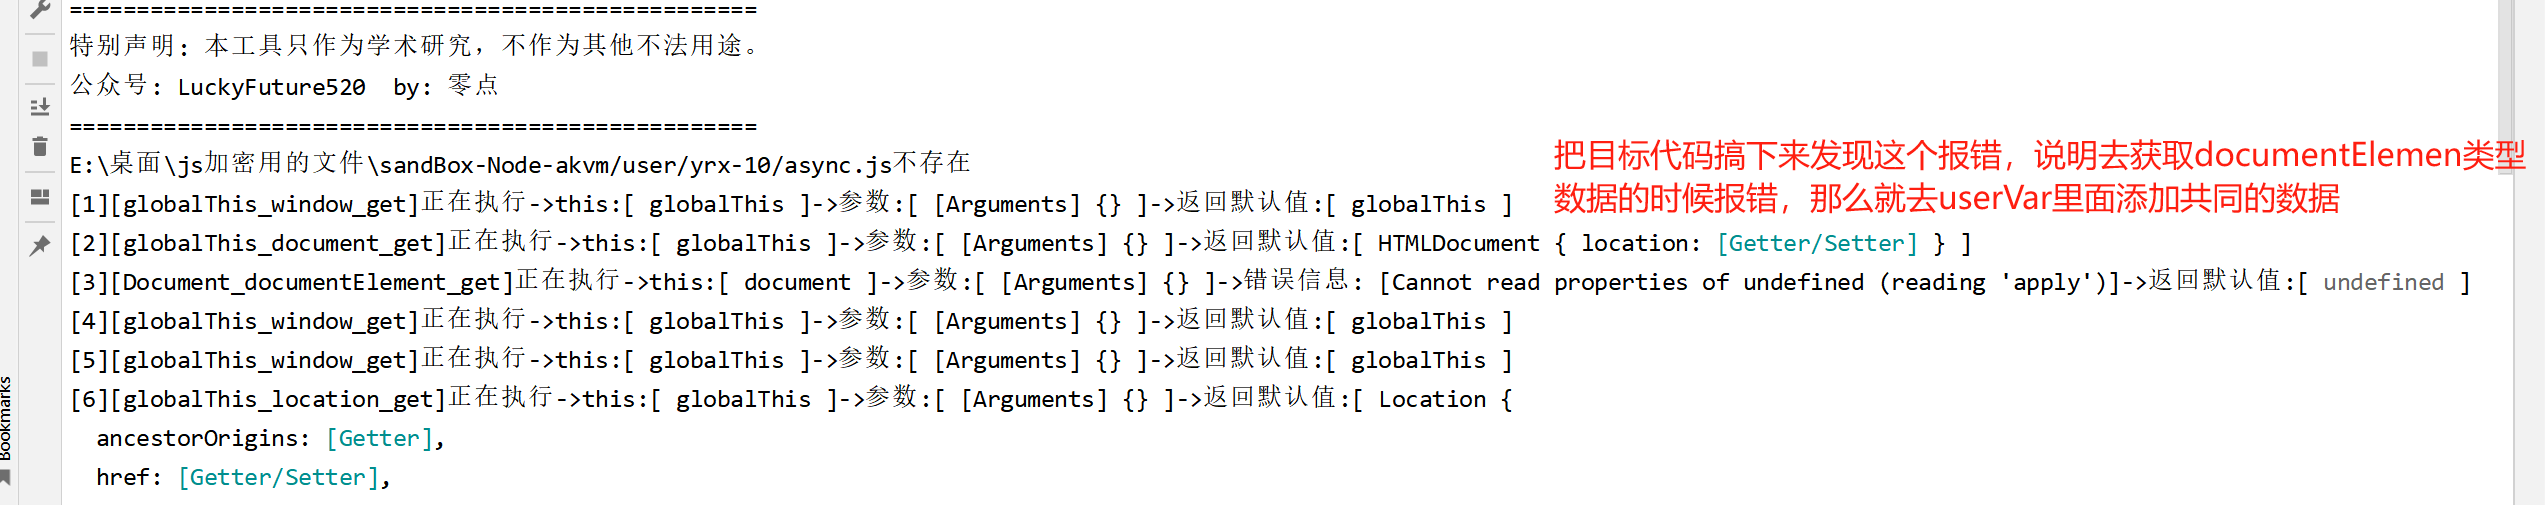 ===================================================
特别声明: 本工具只作为学术研究，不作为其他不法用途。
公众号: LuckyFuture520  by: 零点
===================================================
E:\桌面\js加密用的文件\sandBox-Node-akvm/user/yrx-10/async.js不存在
把目标代码搞下来发现这个报错，说明去获取documentElemen类型
数据的时候报错，那么就去userVar里面添加共同的数据
[1][globalThis_window_get]正在执行->this:[ globalThis ]->参数:[ [Arguments] {} ]->返回默认值:[ globalThis ]
[2][globalThis_document_get]正在执行->this:[ globalThis ]->参数:[ [Arguments] {} ]->返回默认值:[ HTMLDocument { location: [Getter/Setter] } ]
[3][Document_documentElement_get]正在执行->this:[ document ]->参数:[ [Arguments] {} ]->错误信息: [Cannot read properties of undefined (reading 'apply')]->返回默认值:[ undefined ]
[4][globalThis_window_get]正在执行->this:[ globalThis ]->参数:[ [Arguments] {} ]->返回默认值:[ globalThis ]
[5][globalThis_window_get]正在执行->this:[ globalThis ]->参数:[ [Arguments] {} ]->返回默认值:[ globalThis ]
[6][globalThis_location_get]正在执行->this:[ globalThis ]->参数:[ [Arguments] {} ]->返回默认值:[ Location {
  ancestorOrigins: [Getter],
  href: [Getter/Setter],
Bookmarks